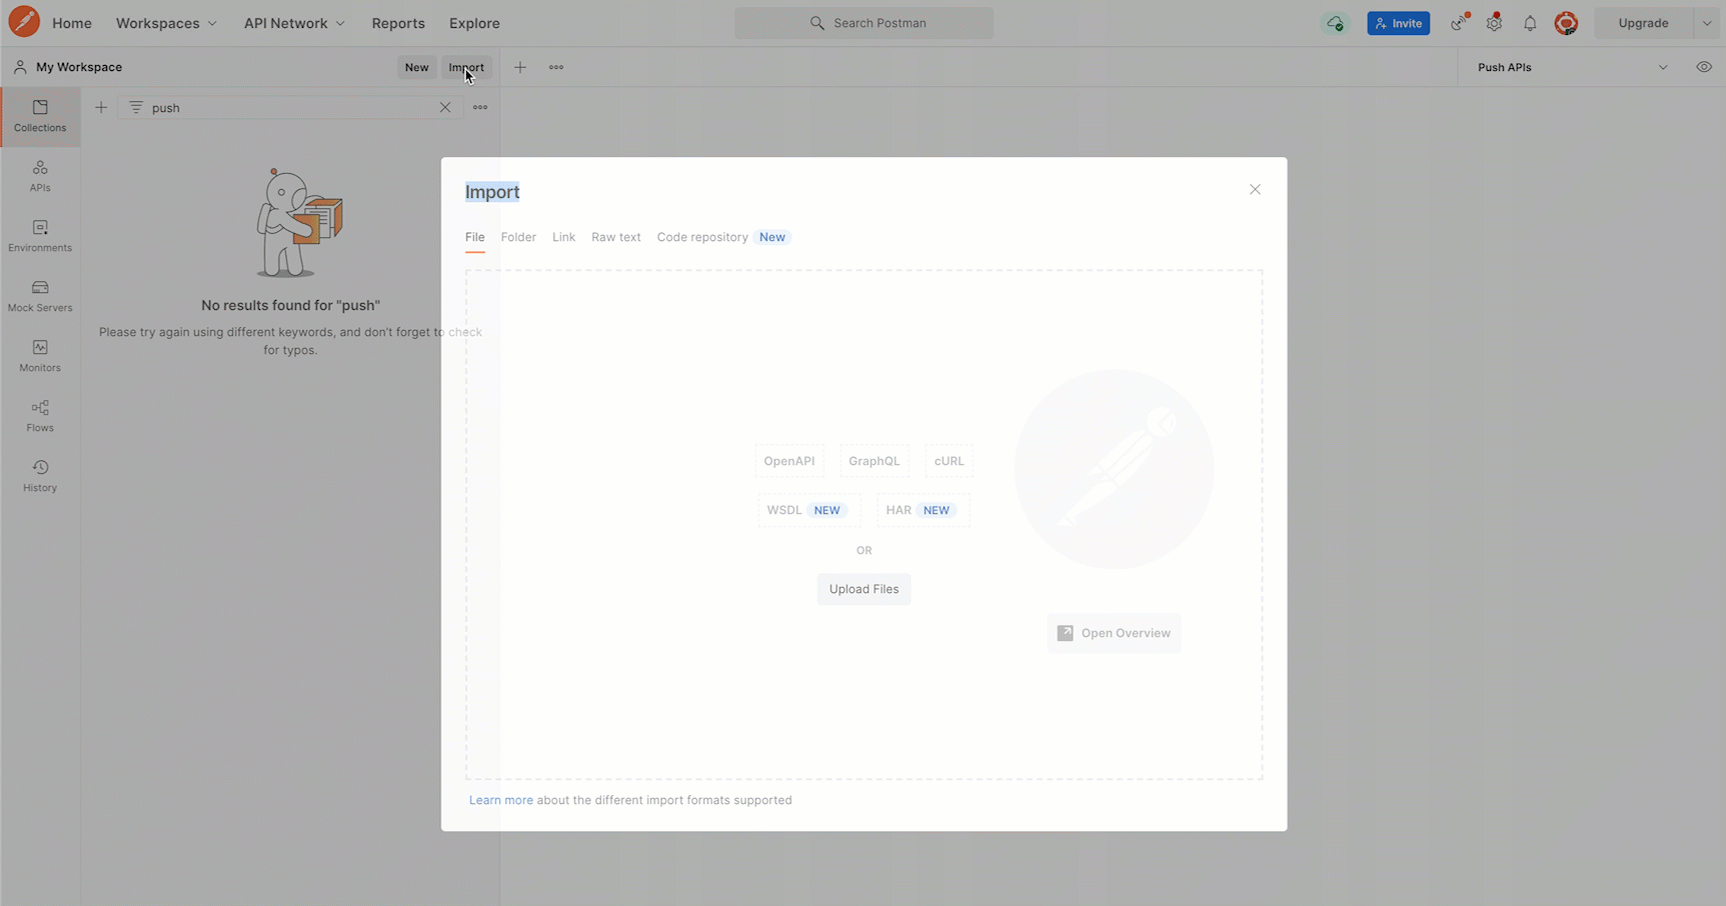 Home Workspaces API Network Reports Explore Search Postman Invite Upgrade
My Workspace New Import Push APIs
push
Collections
APIs
Environments
Mock Servers
Monitors
Flows
History
No results found for "push"
Please try again using different keywords, and don't forget to check
for typos.
Import
File Folder Link Raw text Code repository New
OpenAPI GraphQL cURL
WSDL NEW HAR NEW
OR
Upload Files
Open Overview
Learn more about the different import formats supported